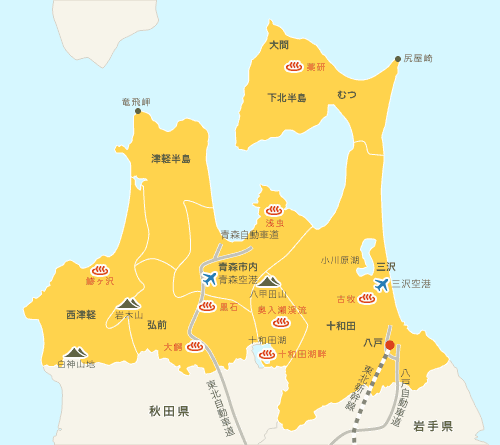 大間
薬研
尻屋崎
下北半島
むつ
竜飛岬
津軽半島
浅虫
青森自動車道
小川原湖
青森市内
三沢
鰺ヶ沢
青森空港
三沢空港
八甲田山
古牧
黒石
岩木山
奥入瀬渓流
西津軽
弘前
十和田
十和田湖
八戸
大鰐
十和田湖畔
白神山地
東北新幹線
八戸自動車道
東北自動車道
秋田県
岩手県